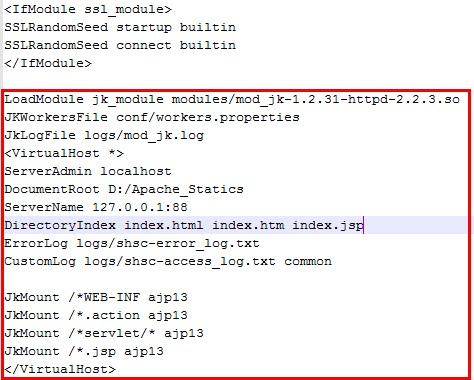 <IfModule ssl_module>
SSLRandomSeed startup builtin
SSLRandomSeed connect builtin
</IfModule>
LoadModule jk_module modules/mod_jk-1.2.31-httpd-2.2.3.so
JKWorkersFile conf/workers.properties
JkLogFile logs/mod_jk.log
<VirtualHost *>
ServerAdmin localhost
DocumentRoot D:/Apache_Statics
ServerName 127.0.0.1:88
DirectoryIndex index.html index.htm index.jsp
ErrorLog logs/shsc-error_log.txt
CustomLog logs/shsc-access_log.txt common
JkMount /*WEB-INF ajp13
JkMount /*.action ajp13
JkMount /*servlet/* ajp13
JkMount /*.jsp ajp13
</VirtualHost>